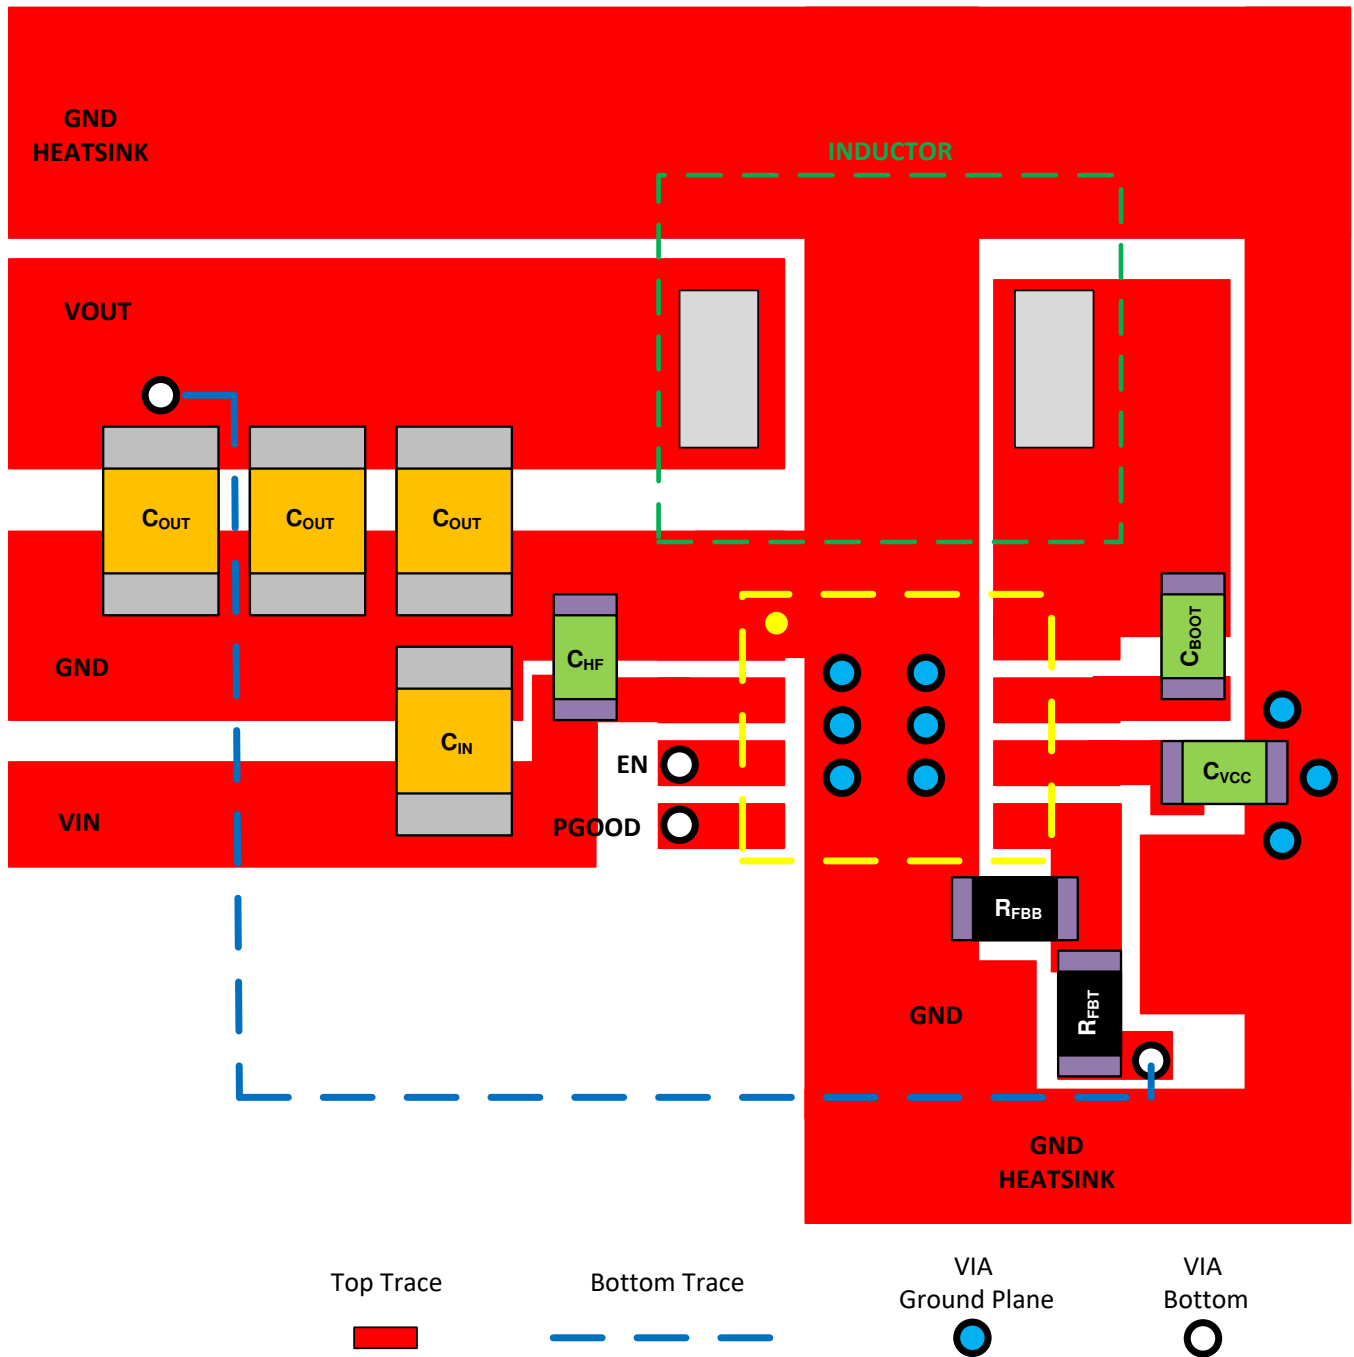 GND
HEATSINK
INDUCTOR
VOUT
COUT
COUT
COUT
CBOOT
GND
CHF
CIN
EN
CVCC
VIN
PGOOD
RFBB
GND
RFBT
GND
HEATSINK
Top Trace
Bottom Trace
VIA
Ground Plane
VIA
Bottom